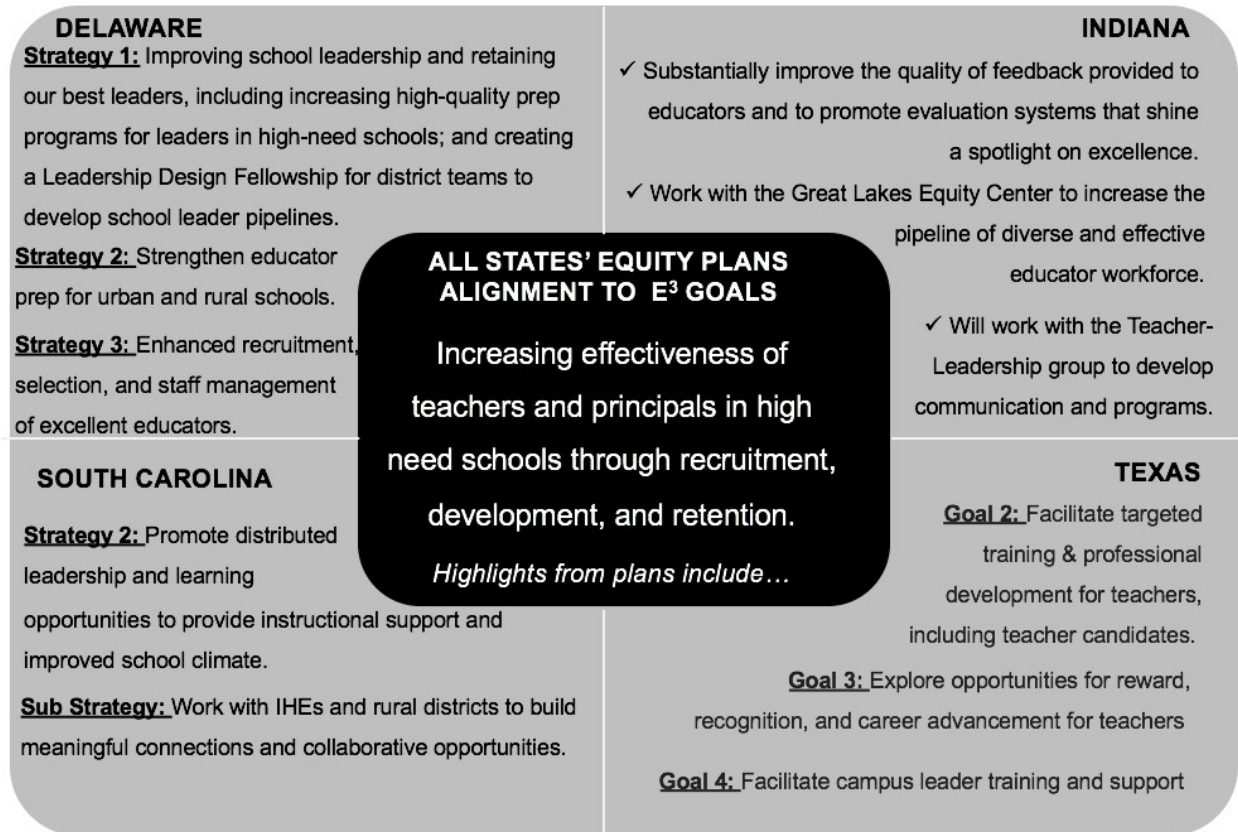 DELAWARE
Strategy 1: Improving school leadership and retaining
our best leaders, including increasing high-quality prep
programs for leaders in high-need schools; and creating
a Leadership Design Fellowship for district teams to
develop school leader pipelines.
Strategy 2: Strengthen educator
prep for urban and rural schools.
Strategy 3: Enhanced recruitment,
selection, and staff management
of excellent educators.
INDIANA
✓ Substantially improve the quality of feedback provided to
educators and to promote evaluation systems that shine
a spotlight on excellence.
✓ Work with the Great Lakes Equity Center to increase the
pipeline of diverse and effective
educator workforce.
✓ Will work with the Teacher-
Leadership group to develop
communication and programs.
ALL STATES’ EQUITY PLANS
ALIGNMENT TO E³ GOALS
Increasing effectiveness of
teachers and principals in high
need schools through recruitment,
development, and retention.
Highlights from plans include…
SOUTH CAROLINA
Strategy 2: Promote distributed
leadership and learning
opportunities to provide instructional support and
improved school climate.
Sub Strategy: Work with IHEs and rural districts to build
meaningful connections and collaborative opportunities.
TEXAS
Goal 2: Facilitate targeted
training & professional
development for teachers,
including teacher candidates.
Goal 3: Explore opportunities for reward,
recognition, and career advancement for teachers
Goal 4: Facilitate campus leader training and support